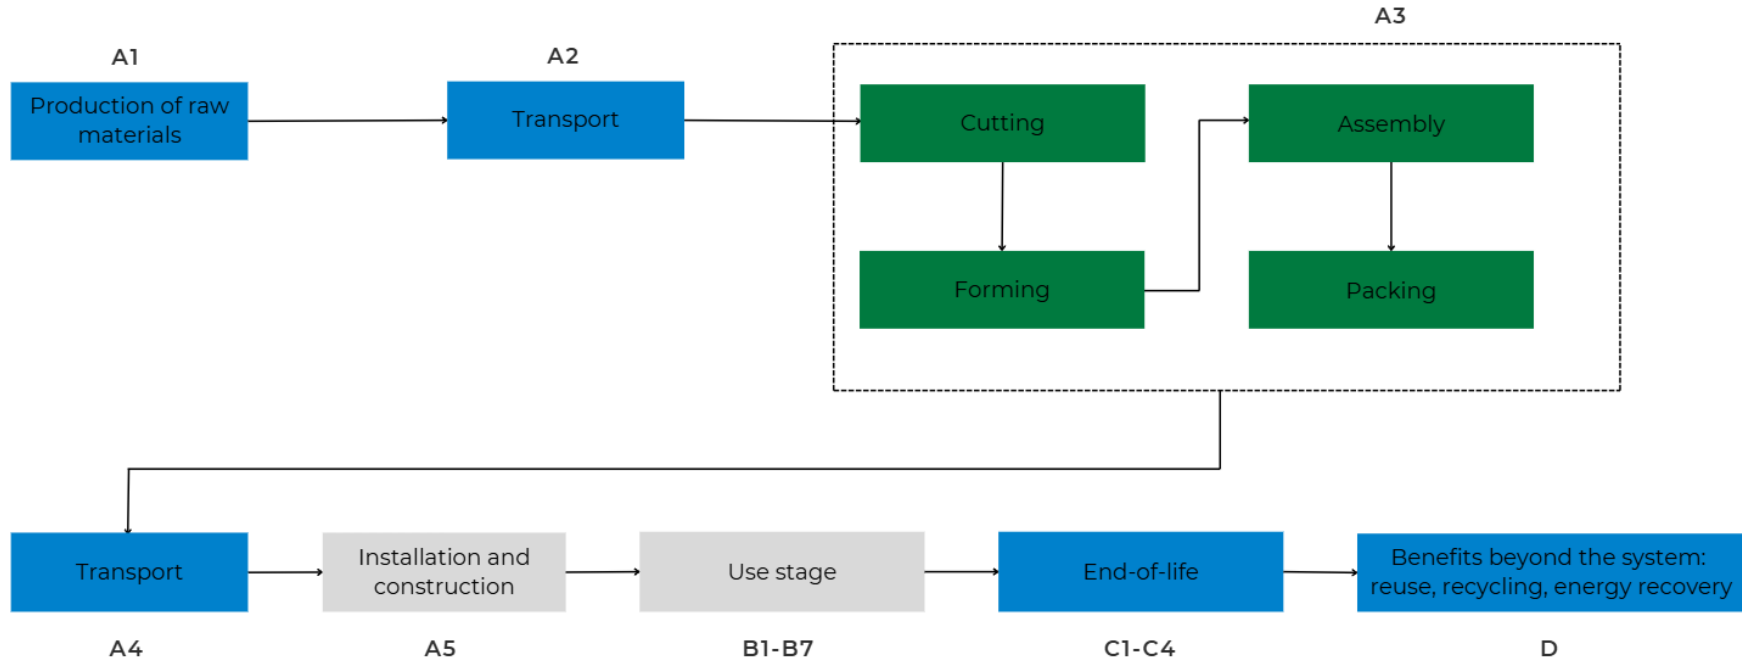 A3
A1
A2
Production of raw
materials
Transport
Cutting
Assembly
Forming
Packing
Transport
Installation and
construction
Use stage
End-of-life
Benefits beyond the system:
reuse, recycling, energy recovery
A4
A5
B1-B7
C1-C4
D